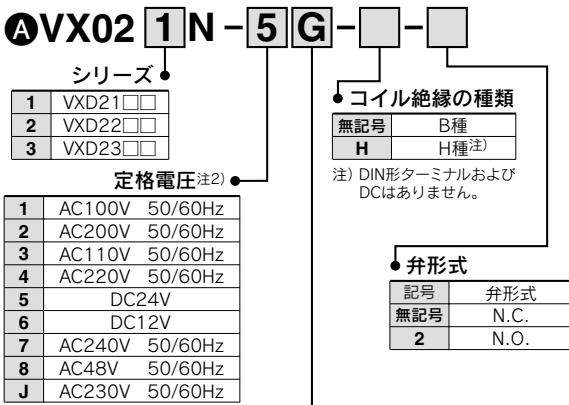 ⒶVX02 1 N－5 G－□－□
シリーズ
1 VXD21□□
2 VXD22□□
3 VXD23□□
コイル絶縁の種類
無記号 B種
H H種注)
注) DIN形ターミナルおよび
DCはありません。
定格電圧注2)
1 AC100V 50/60Hz
2 AC200V 50/60Hz
3 AC110V 50/60Hz
4 AC220V 50/60Hz
5 DC24V
6 DC12V
7 AC240V 50/60Hz
8 AC48V 50/60Hz
J AC230V 50/60Hz
弁形式
記号 弁形式
無記号 N.C.
2 N.O.